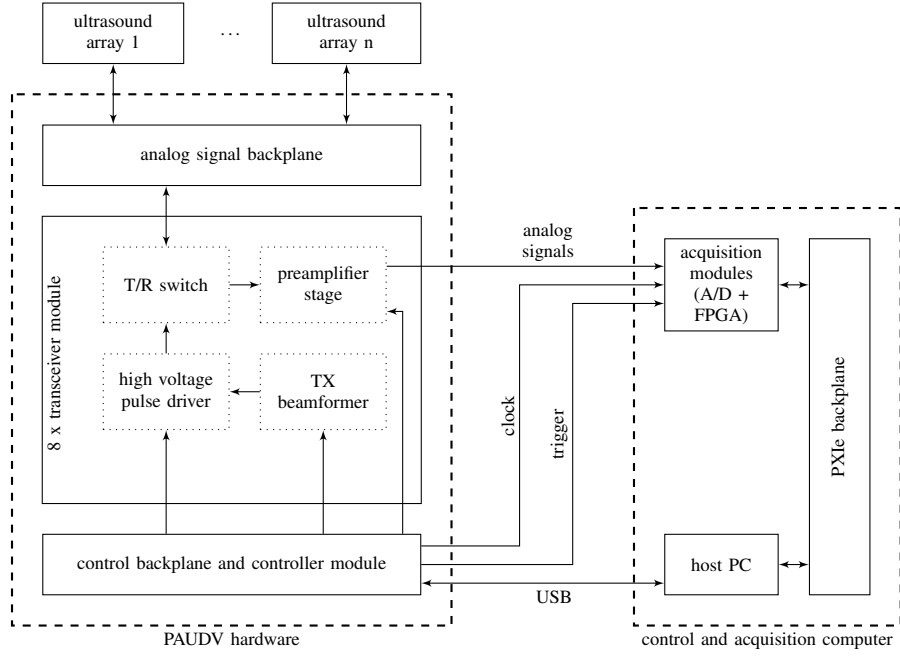 ultrasound
array 1
...
ultrasound
array n
analog signal backplane
8 x transceiver module
T/R switch
preamplifier
stage
high voltage
pulse driver
TX
beamformer
control backplane and controller module
PAUDV hardware
analog
signals
clock
trigger
USB
acquisition
modules
(A/D +
FPGA)
PXIe backplane
host PC
control and acquisition computer